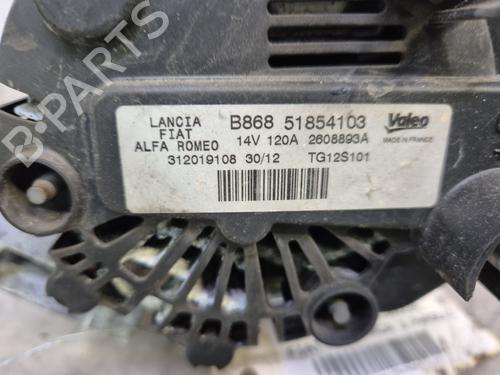 B-PARTS
LANCIA
FIAT
ALFA ROMEO
B868 51854103
14V 120A 2608893A
312019108 30/12 TG12S101
Valeo
MADE IN FRANCE